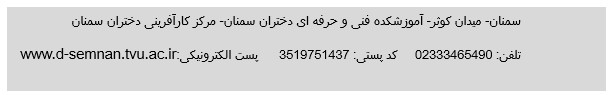 سمنان- میدان کوثر- آموزشکده فنی و حرفه ای دختران سمنان- مرکز کارآفرینی دختران سمنان
تلفن: 02333465490 کد پستی: 3519751437 پست الکترونیکی:www.d-semnan.tvu.ac.ir